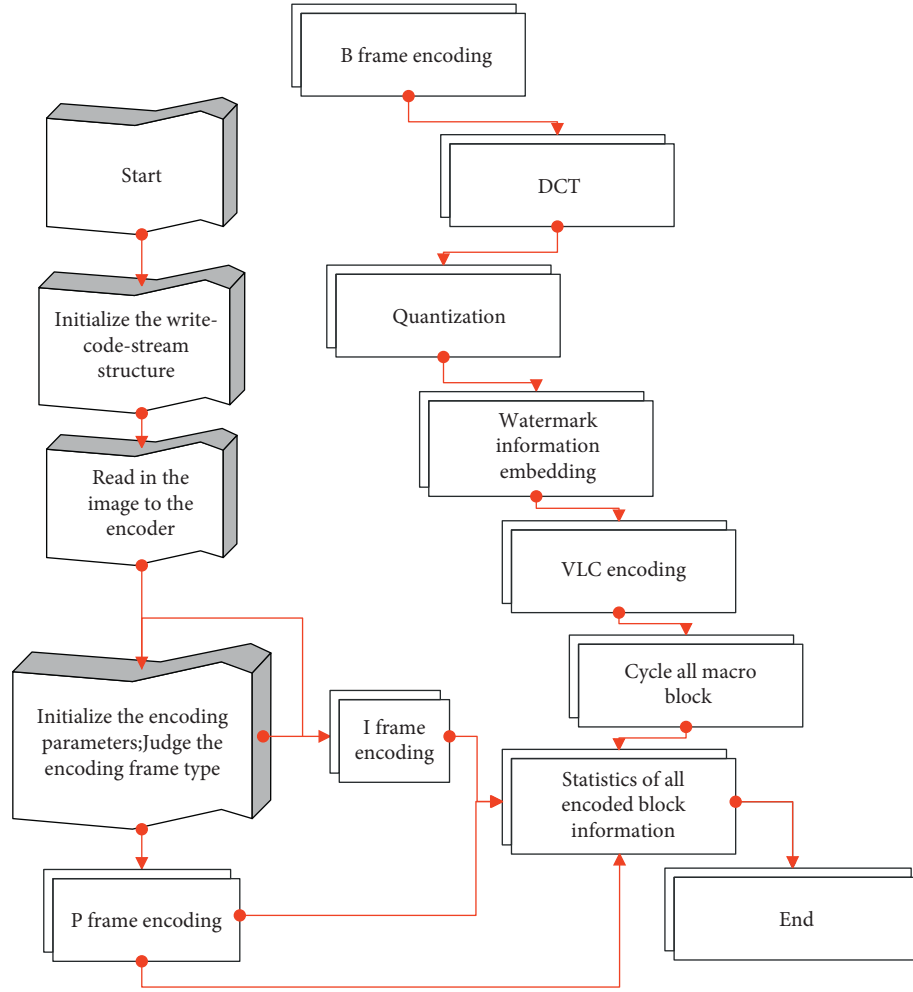 B frame encoding
Start
DCT
Initialize the write-
code-stream
structure
Quantization
Read in the
image to the
encoder
Watermark
information
embedding
VLC encoding
Initialize the encoding
parameters;Judge the
encoding frame type
I frame
encoding
Cycle all macro
block
Statistics of all
encoded block
information
P frame encoding
End